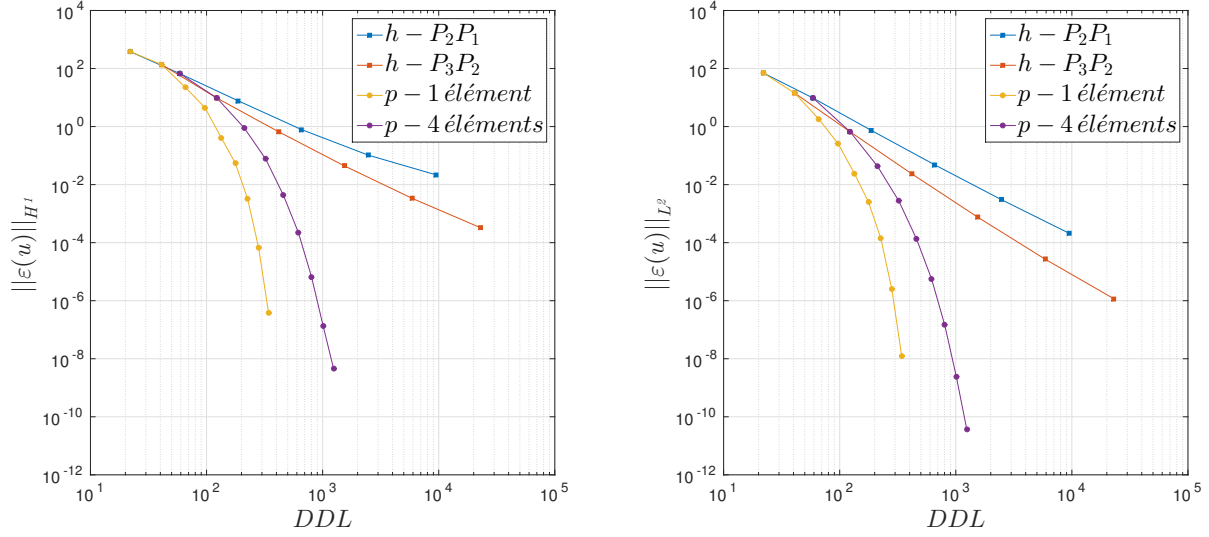 10^4
10^2
10^0
10^-2
10^-4
10^-6
10^-8
10^-10
10^-12
||ε(u)||_{H^1}
10^1
10^2
10^3
10^4
10^5
DDL
h − P_2P_1
h − P_3P_2
p − 1 élément
p − 4 éléments
10^4
10^2
10^0
10^-2
10^-4
10^-6
10^-8
10^-10
10^-12
||ε(u)||_{L^2}
10^1
10^2
10^3
10^4
10^5
DDL
h − P_2P_1
h − P_3P_2
p − 1 élément
p − 4 éléments